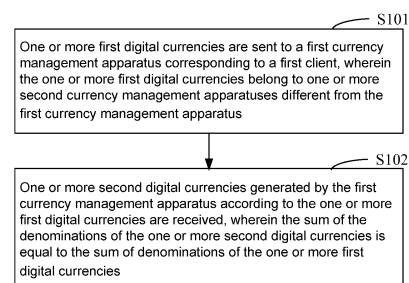 S101
One or more first digital currencies are sent to a first currency
management apparatus corresponding to a first client, wherein
the one or more first digital currencies belong to one or more
second currency management apparatuses different from the
first currency management apparatus
S102
One or more second digital currencies generated by the first
currency management apparatus according to the one or more
first digital currencies are received, wherein the sum of the
denominations of the one or more second digital currencies is
equal to the sum of denominations of the one or more first
digital currencies